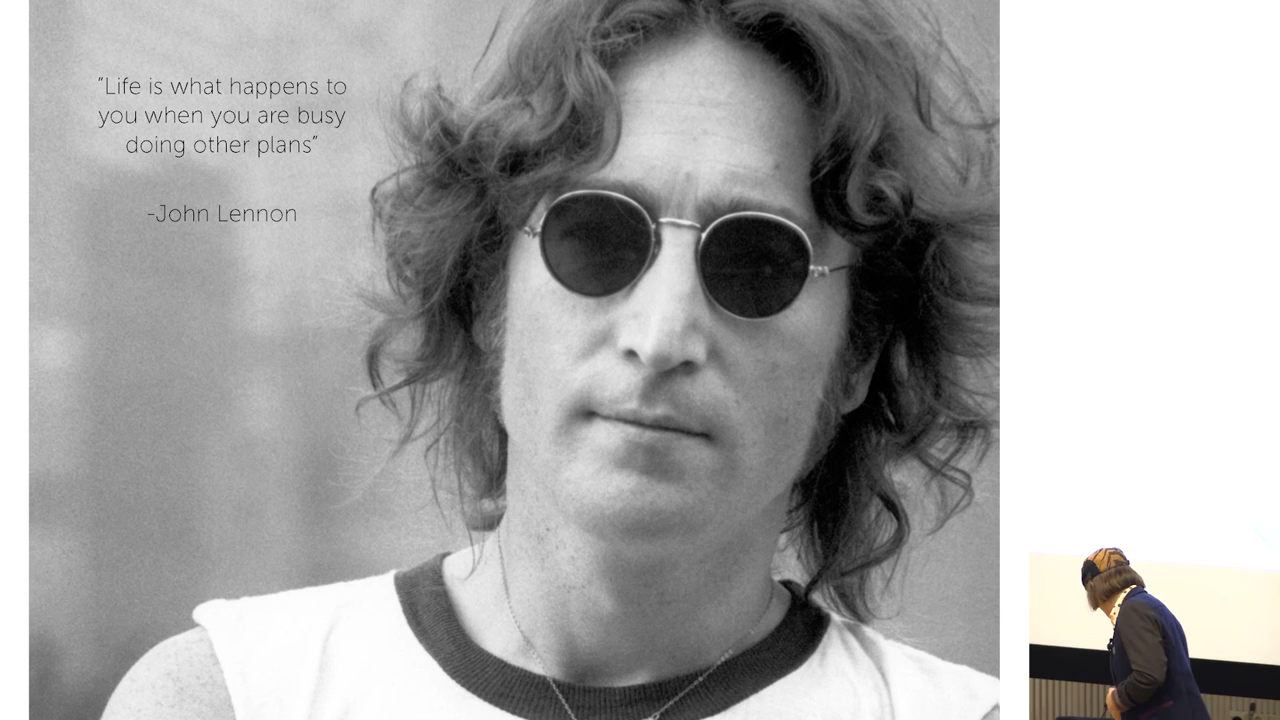 ”Life is what happens to
you when you are busy
doing other plans”
-John Lennon